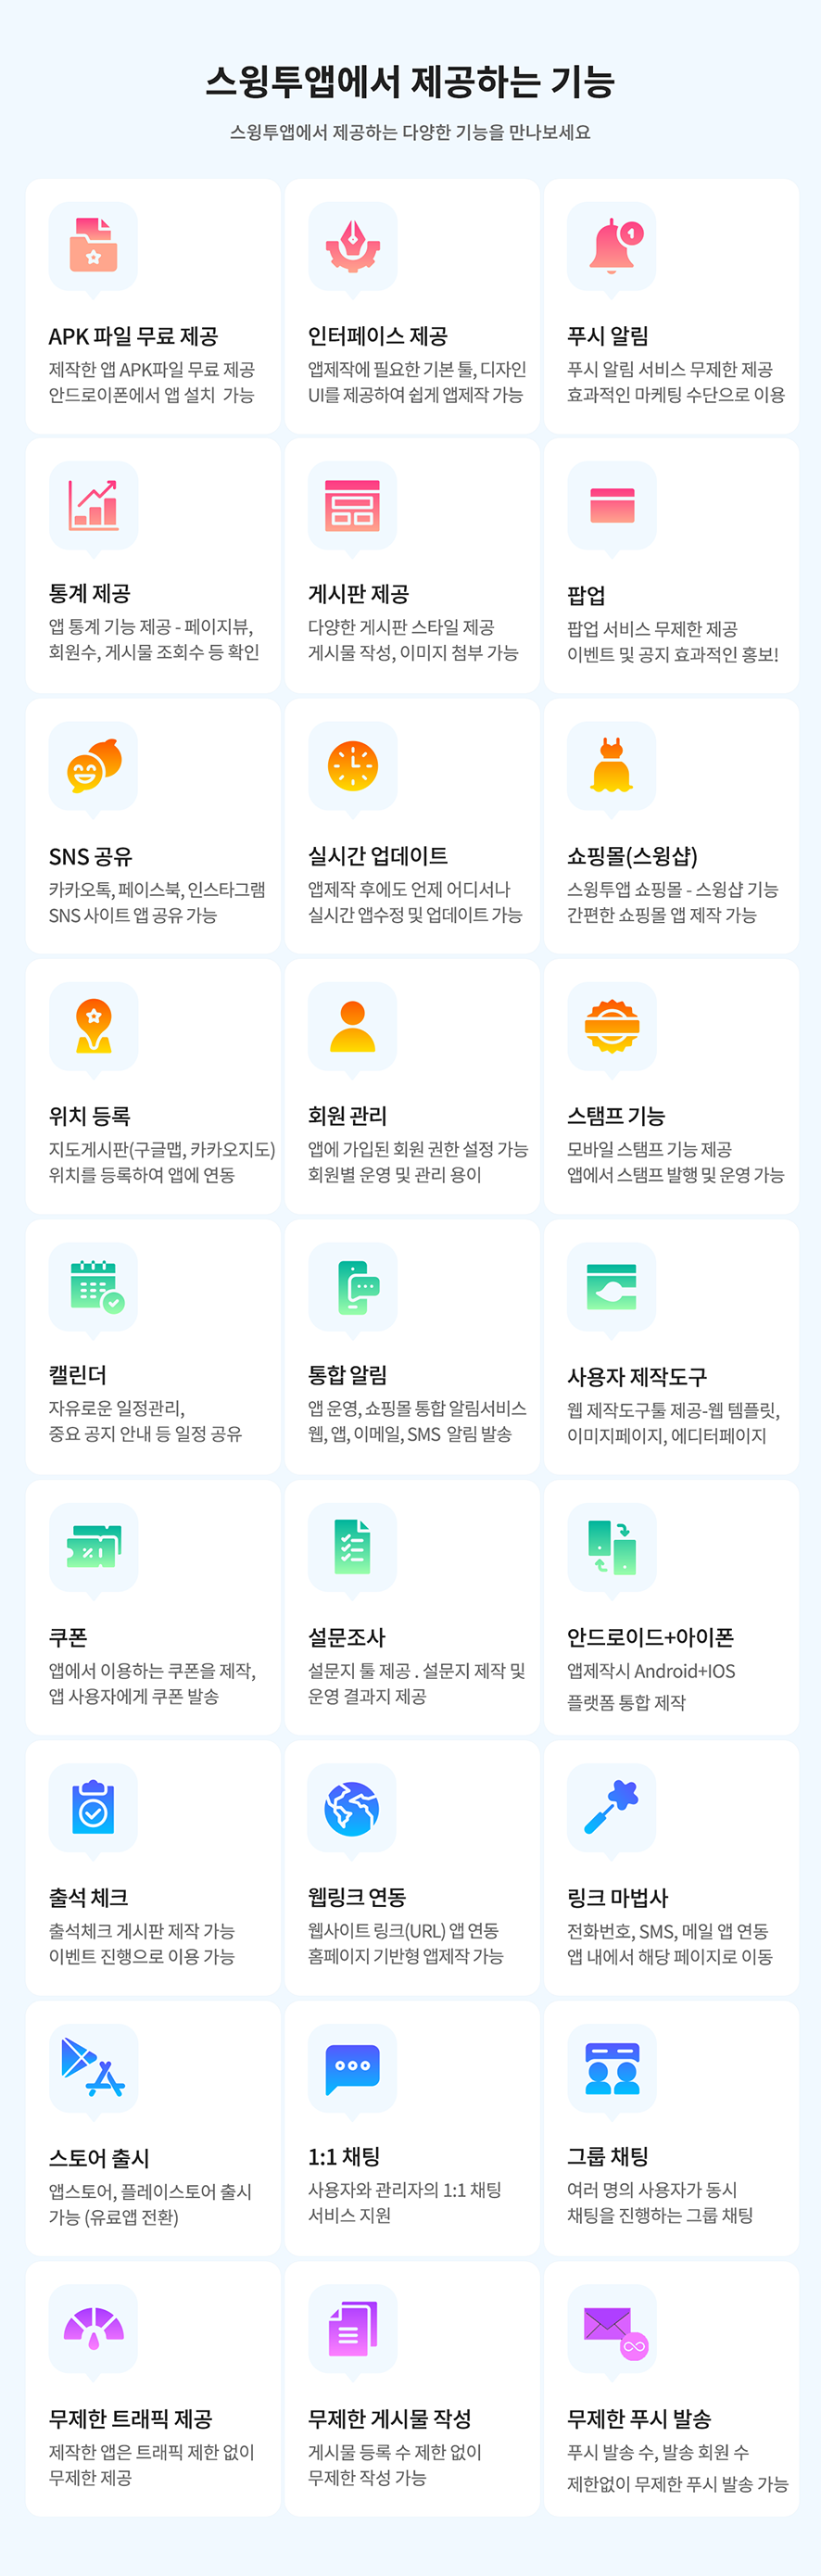 스윙투앱에서 제공하는 기능
스윙투앱에서 제공하는 다양한 기능을 만나보세요
APK 파일 무료 제공
제작한 앱 APK파일 무료 제공
안드로이폰에서 앱 설치 가능
인터페이스 제공
앱제작에 필요한 기본 툴, 디자인
UI를 제공하여 쉽게 앱제작 가능
1
푸시 알림
푸시 알림 서비스 무제한 제공
효과적인 마케팅 수단으로 이용
통계 제공
앱 통계 기능 제공 - 페이지뷰,
회원수, 게시물 조회수 등 확인
게시판 제공
다양한 게시판 스타일 제공
게시물 작성, 이미지 첨부 가능
팝업
팝업 서비스 무제한 제공
이벤트 및 공지 효과적인 홍보!
SNS 공유
카카오톡, 페이스북, 인스타그램
SNS 사이트 앱 공유 가능
실시간 업데이트
앱제작 후에도 언제 어디서나
실시간 앱수정 및 업데이트 가능
쇼핑몰(스윙샵)
스윙투앱 쇼핑몰 - 스윙샵 기능
간편한 쇼핑몰 앱 제작 가능
위치 등록
지도게시판(구글맵, 카카오지도)
위치를 등록하여 앱에 연동
회원 관리
앱에 가입된 회원 권한 설정 가능
회원별 운영 및 관리 용이
스탬프 기능
모바일 스탬프 기능 제공
앱에서 스탬프 발행 및 운영 가능
캘린더
자유로운 일정관리,
중요 공지 안내 등 일정 공유
통합 알림
앱 운영, 쇼핑몰 통합 알림서비스
웹, 앱, 이메일, SMS 알림 발송
사용자 제작도구
웹 제작도구툴 제공-웹 템플릿,
이미지페이지, 에디터페이지
쿠폰
앱에서 이용하는 쿠폰을 제작,
앱 사용자에게 쿠폰 발송
설문조사
설문지 툴 제공 . 설문지 제작 및
운영 결과지 제공
안드로이드+아이폰
앱제작시 Android+IOS
플랫폼 통합 제작
출석 체크
출석체크 게시판 제작 가능
이벤트 진행으로 이용 가능
웹링크 연동
웹사이트 링크(URL) 앱 연동
홈페이지 기반형 앱제작 가능
링크 마법사
전화번호, SMS, 메일 앱 연동
앱 내에서 해당 페이지로 이동
스토어 출시
앱스토어, 플레이스토어 출시
가능 (유료앱 전환)
1:1 채팅
사용자와 관리자의 1:1 채팅
서비스 지원
그룹 채팅
여러 명의 사용자가 동시
채팅을 진행하는 그룹 채팅
무제한 트래픽 제공
제작한 앱은 트래픽 제한 없이
무제한 제공
무제한 게시물 작성
게시물 등록 수 제한 없이
무제한 작성 가능
무제한 푸시 발송
푸시 발송 수, 발송 회원 수
제한없이 무제한 푸시 발송 가능